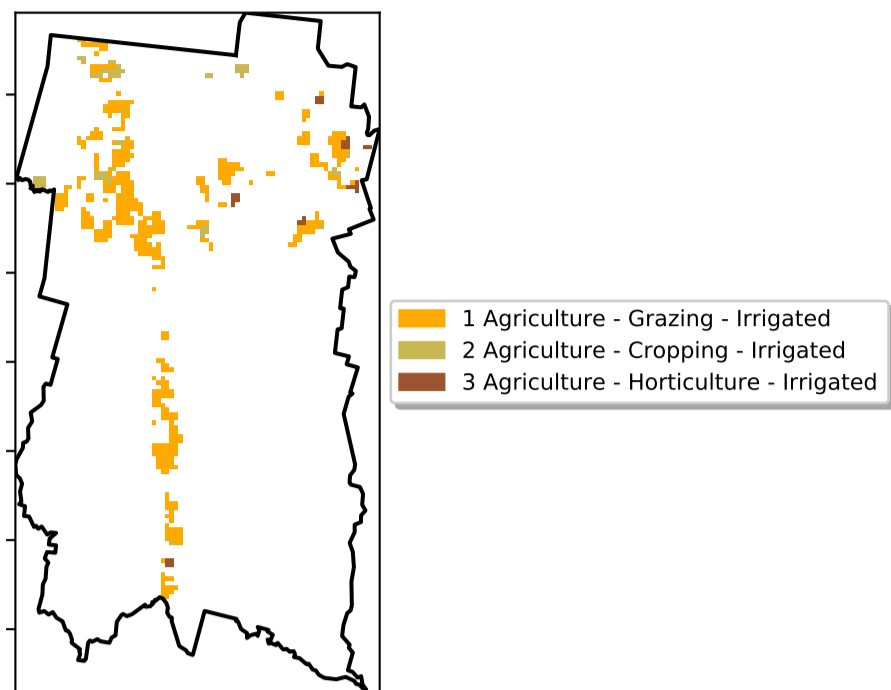 1 Agriculture - Grazing - Irrigated
2 Agriculture - Cropping - Irrigated
3 Agriculture - Horticulture - Irrigated